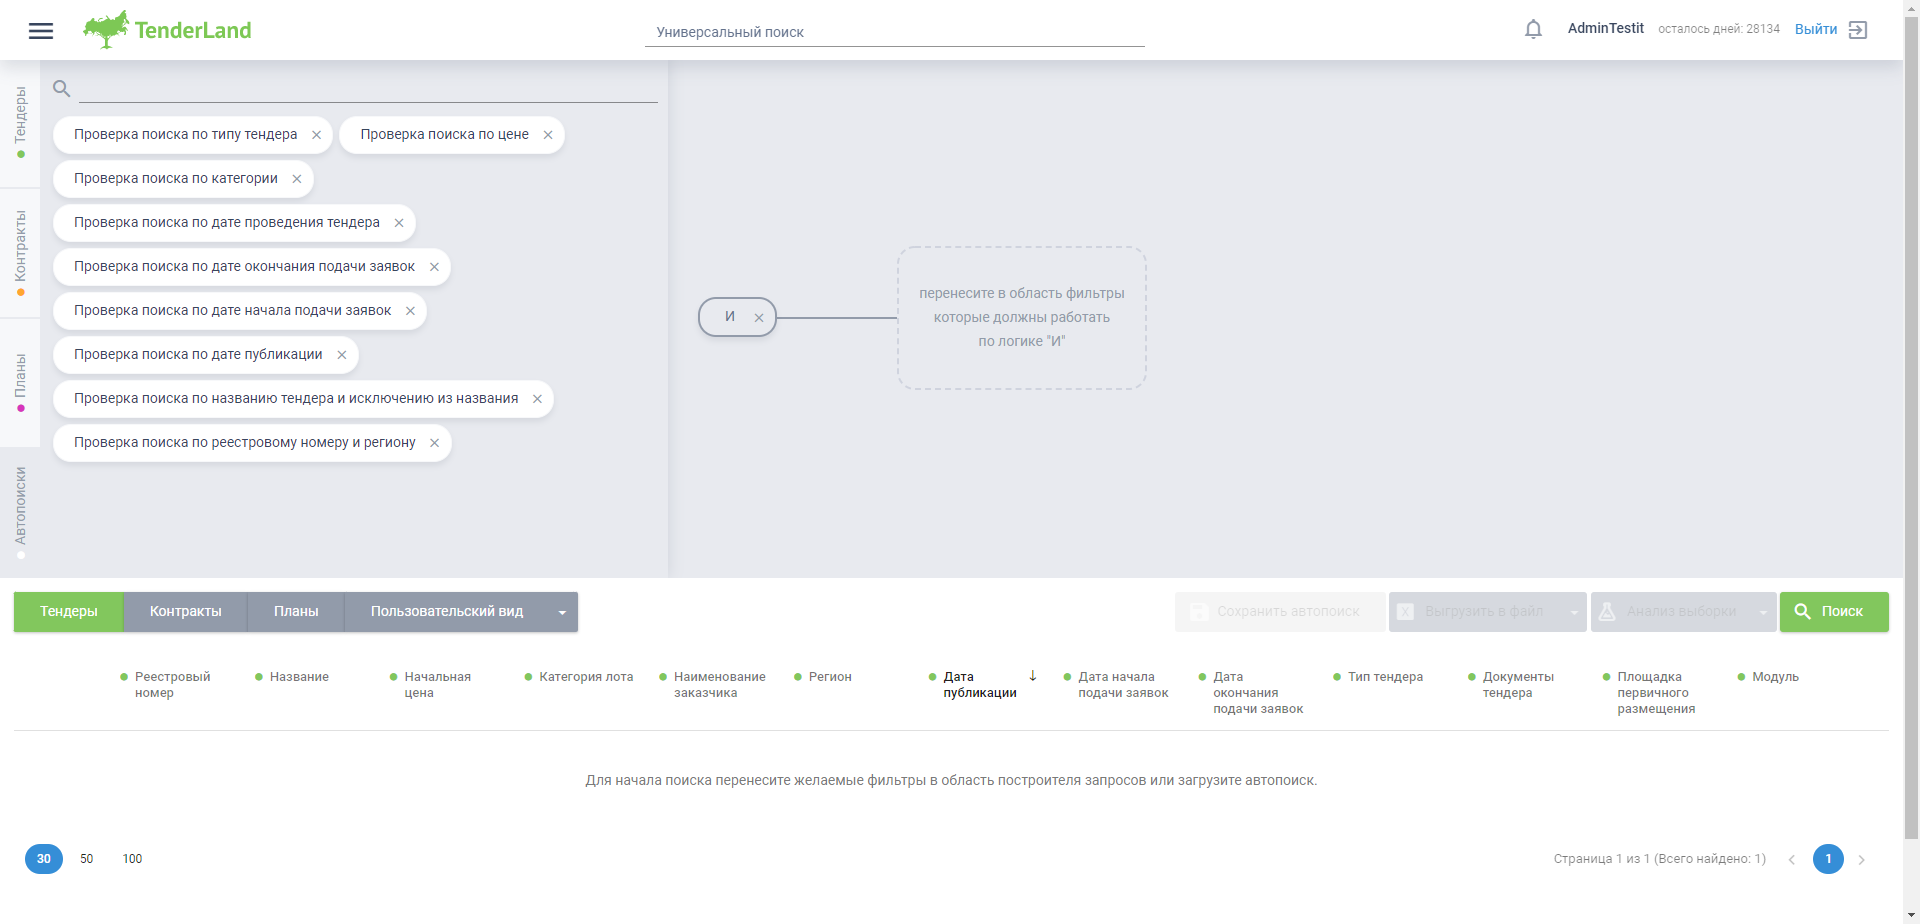 TenderLand
Универсальный поиск
AdminTestit
осталось дней: 28134
Выйти
Тендеры
Контракты
Планы
Автопоиски
Проверка поиска по типу тендера
Проверка поиска по цене
Проверка поиска по категории
Проверка поиска по дате проведения тендера
Проверка поиска по дате окончания подачи заявок
Проверка поиска по дате начала подачи заявок
Проверка поиска по дате публикации
Проверка поиска по названию тендера и исключению из названия
Проверка поиска по реестровому номеру и региону
И
перенесите в область фильтры
которые должны работать
по логике "И"
Тендеры
Контракты
Планы
Пользовательский вид
Сохранить автопоиск
Выгрузить в файл
Анализ выборки
Поиск
Реестровый
номер
Название
Начальная
цена
Категория лота
Наименование
заказчика
Регион
Дата
публикации
Дата начала
подачи заявок
Дата
окончания
подачи заявок
Тип тендера
Документы
тендера
Площадка
первичного
размещения
Модуль
Для начала поиска перенесите желаемые фильтры в область построителя запросов или загрузите автопоиск.
30
50
100
Страница 1 из 1 (Всего найдено: 1)
1